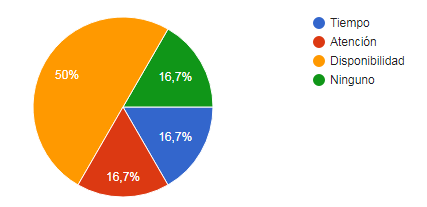 50%
16,7%
16,7%
16,7%
Tiempo
Atención
Disponibilidad
Ninguno